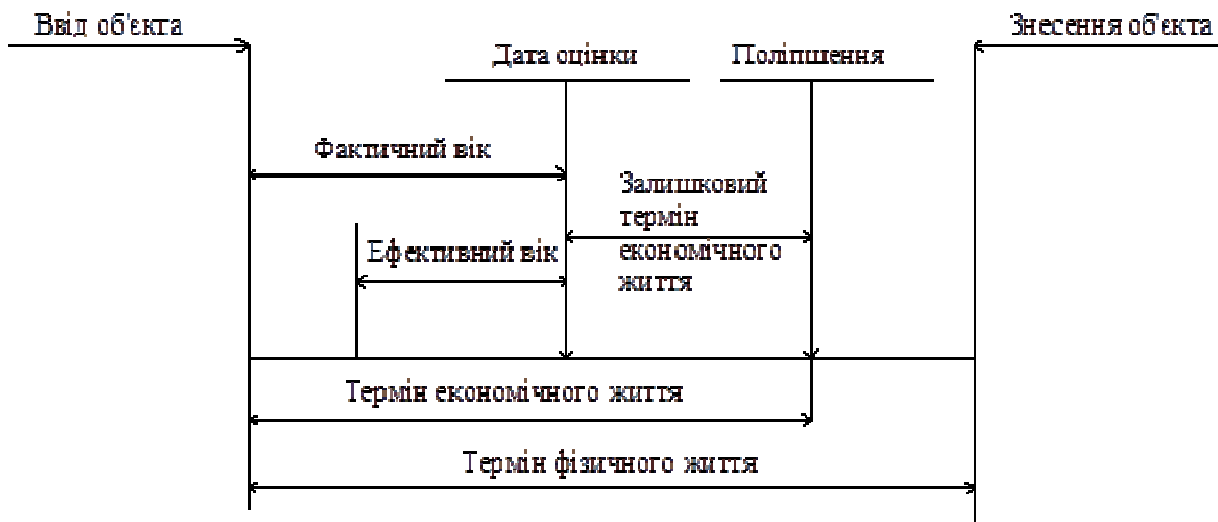 Ввід об'єкта
Знесення об'єкта
Дата оцінки
Поліпшення
Фактичний вік
Залишковий
термін
економічного
життя
Ефективний вік
Термін економічного життя
Термін фізичного життя